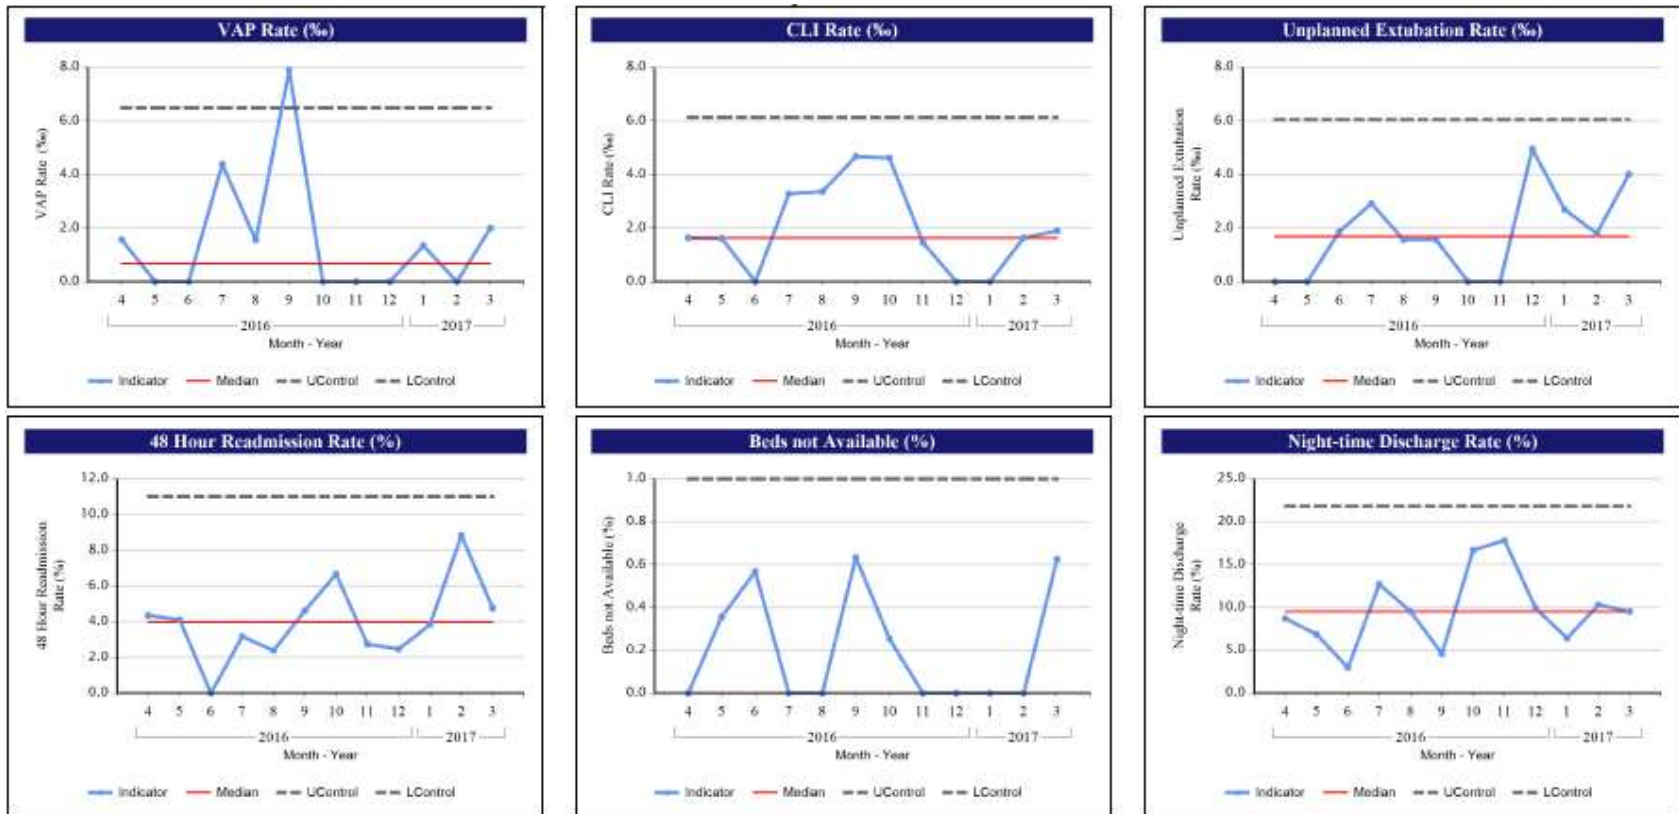 VAP Rate (‰)
VAP Rate (‰)
8.0
6.0
4.0
2.0
0.0
4 5 6 7 8 9 10 11 12 1 2 3
2016 2017
Month - Year
Indicator Median UControl LControl
CLI Rate (‰)
CLI Rate (‰)
8.0
6.0
4.0
2.0
0.0
4 5 6 7 8 9 10 11 12 1 2 3
2016 2017
Month - Year
Indicator Median UControl LControl
Unplanned Extubation Rate (‰)
Unplanned Extubation
Rate (‰)
8.0
6.0
4.0
2.0
0.0
4 5 6 7 8 9 10 11 12 1 2 3
2016 2017
Month - Year
Indicator Median UControl LControl
48 Hour Readmission Rate (%)
48 Hour Readmission
Rate (%)
12.0
10.0
8.0
6.0
4.0
2.0
0.0
4 5 6 7 8 9 10 11 12 1 2 3
2016 2017
Month - Year
Indicator Median UControl LControl
Beds not Available (%)
Beds not Available (%)
1.0
0.8
0.6
0.4
0.2
0.0
4 5 6 7 8 9 10 11 12 1 2 3
2016 2017
Month - Year
Indicator Median UControl LControl
Night-time Discharge Rate (%)
Night-time Discharge
Rate (%)
25.0
20.0
15.0
10.0
5.0
0.0
4 5 6 7 8 9 10 11 12 1 2 3
2016 2017
Month - Year
Indicator Median UControl LControl